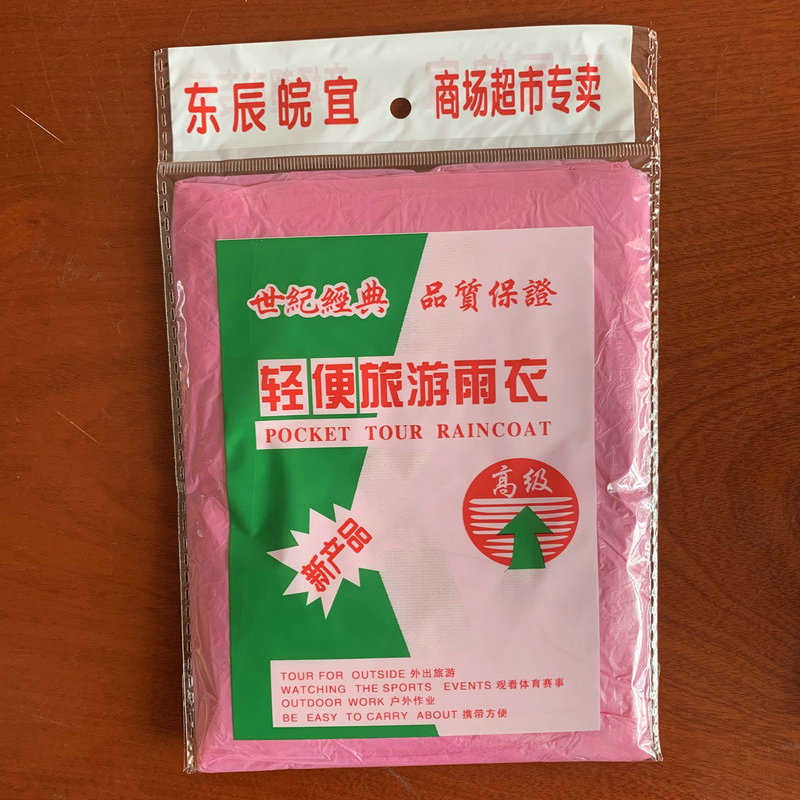 东辰皖宜 商场超市专卖
世纪經典 品質保證
轻便旅游雨衣
POCKET TOUR RAINCOAT
高级
新产品
TOUR FOR OUTSIDE 外出旅游
WATCHING THE SPORTS EVENTS 观看体育赛事
OUTDOOR WORK 户外作业
BE EASY TO CARRY ABOUT 携带方便